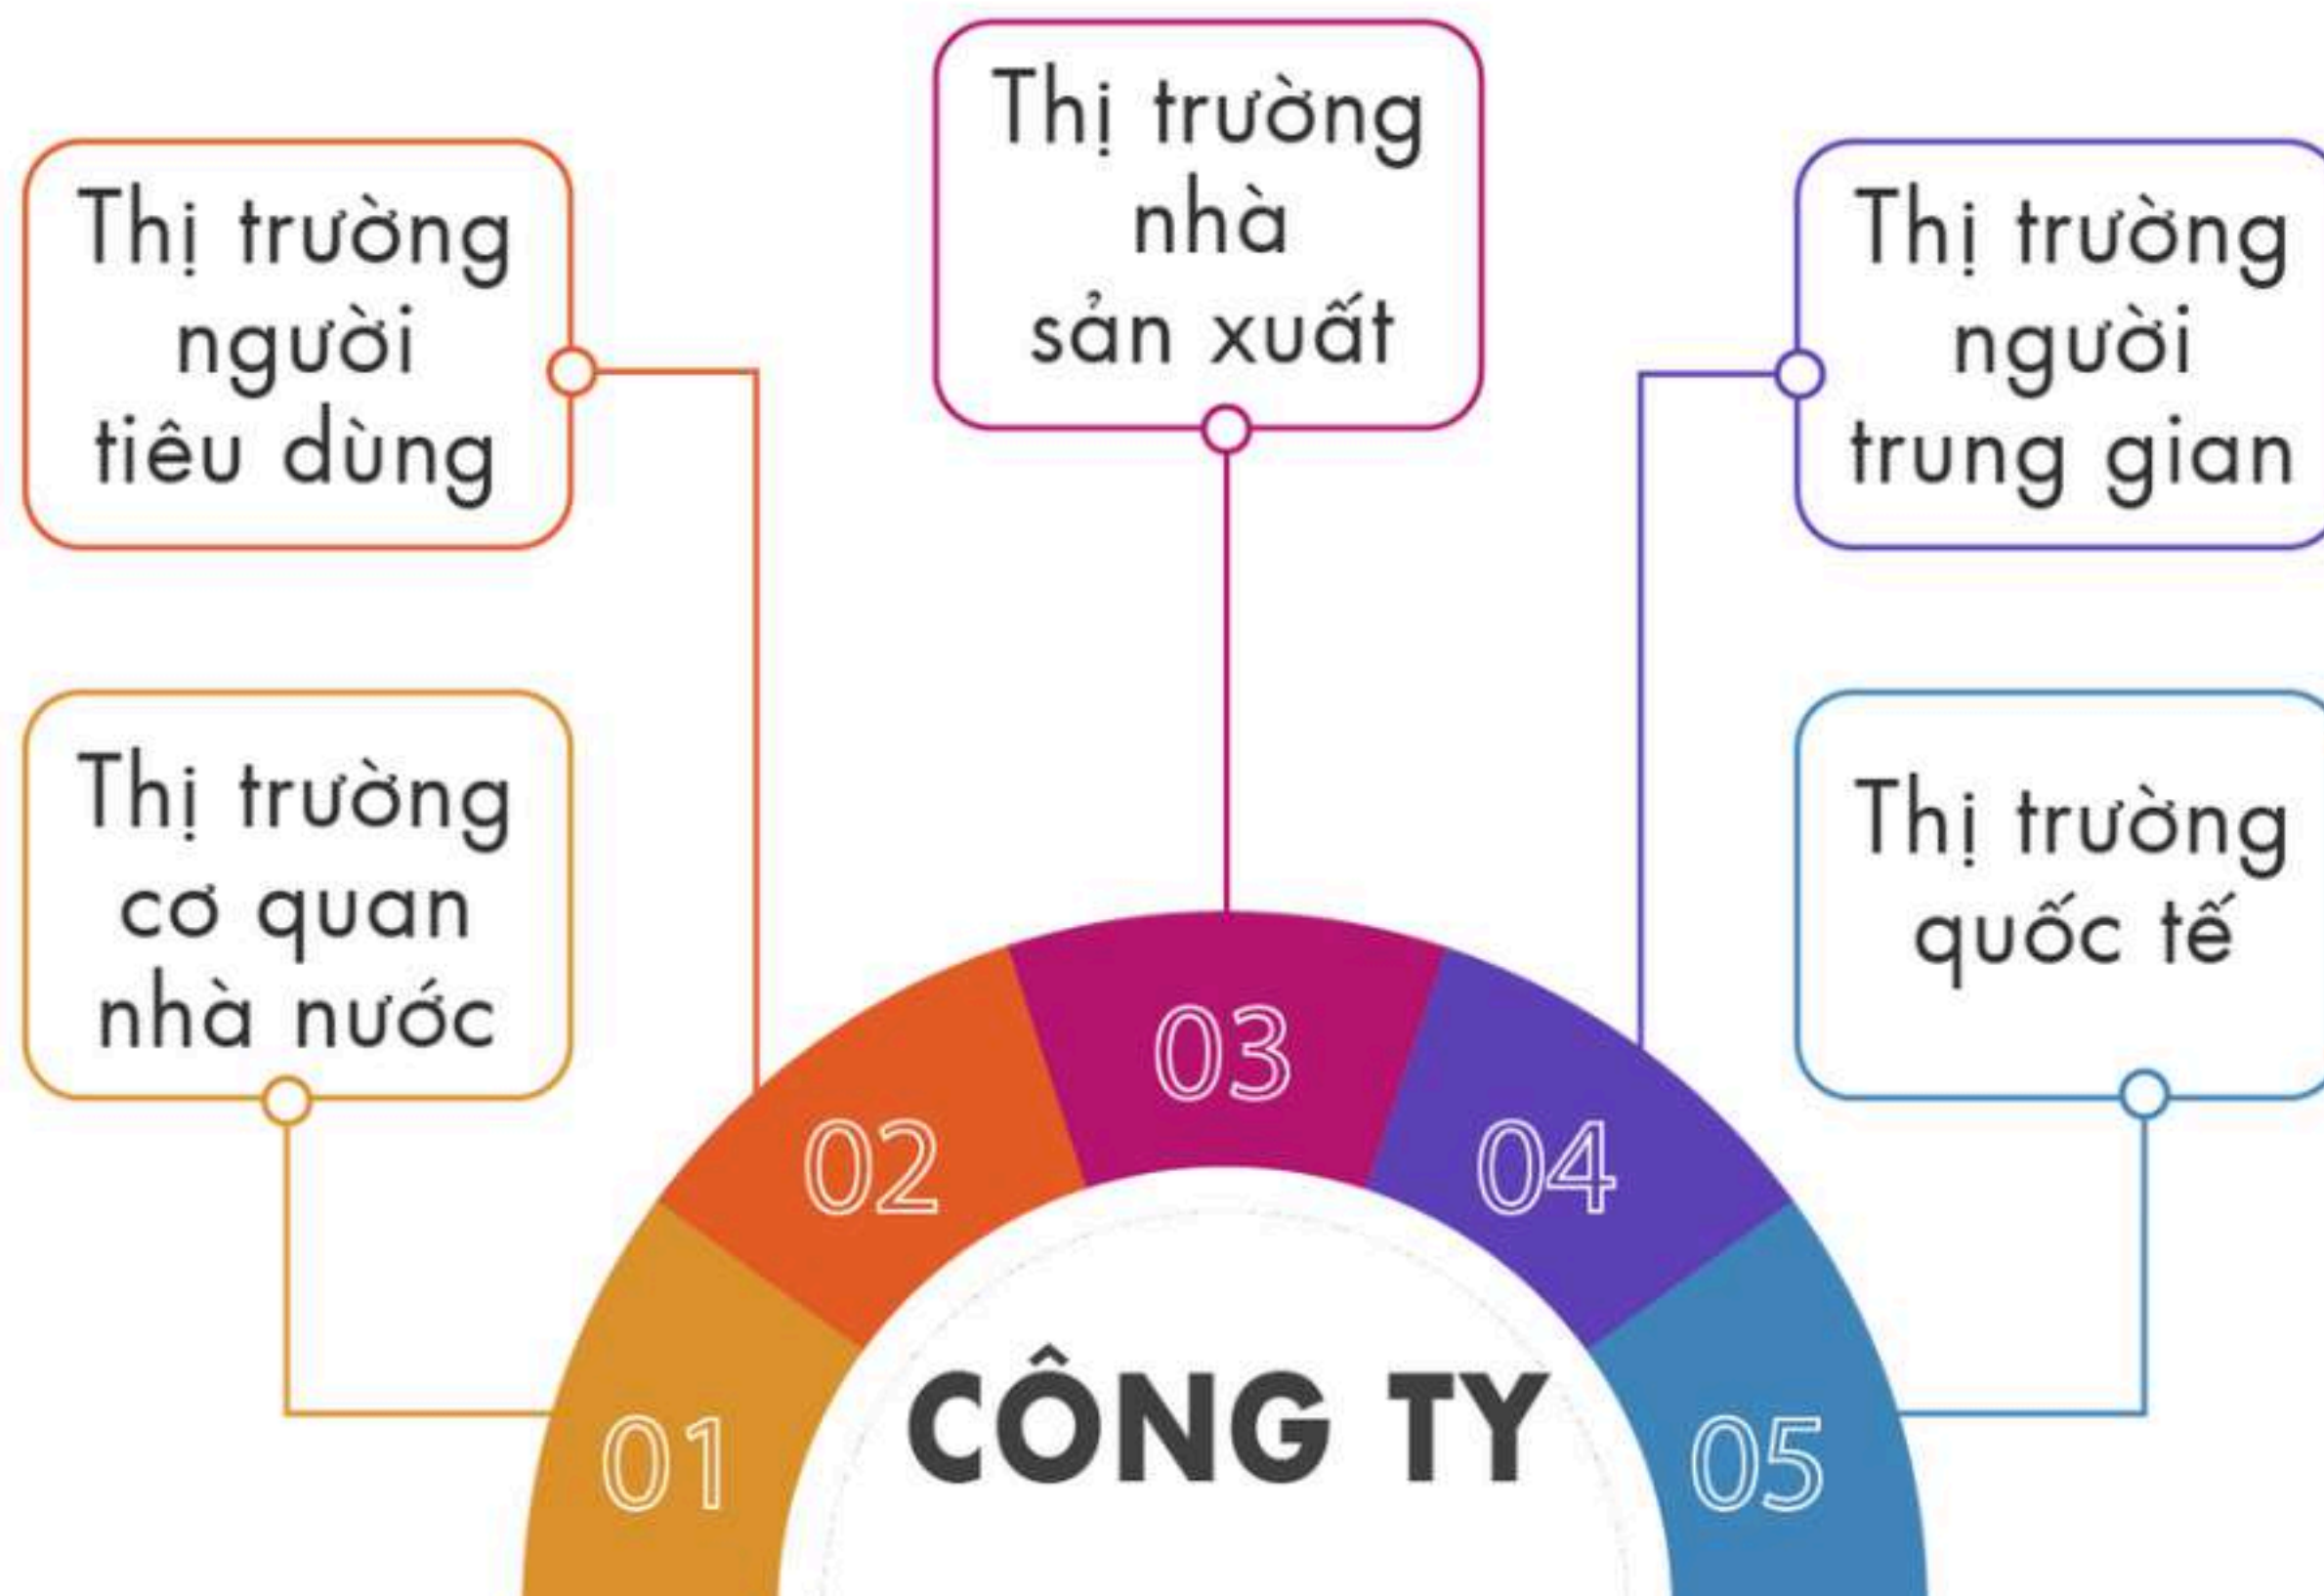 Thị trường
nhà
sản xuất
Thị trường
người
tiêu dùng
Thị trường
người
trung gian
Thị trường
cơ quan
nhà nước
Thị trường
quốc tế
03
02
04
01
05
CÔNG TY